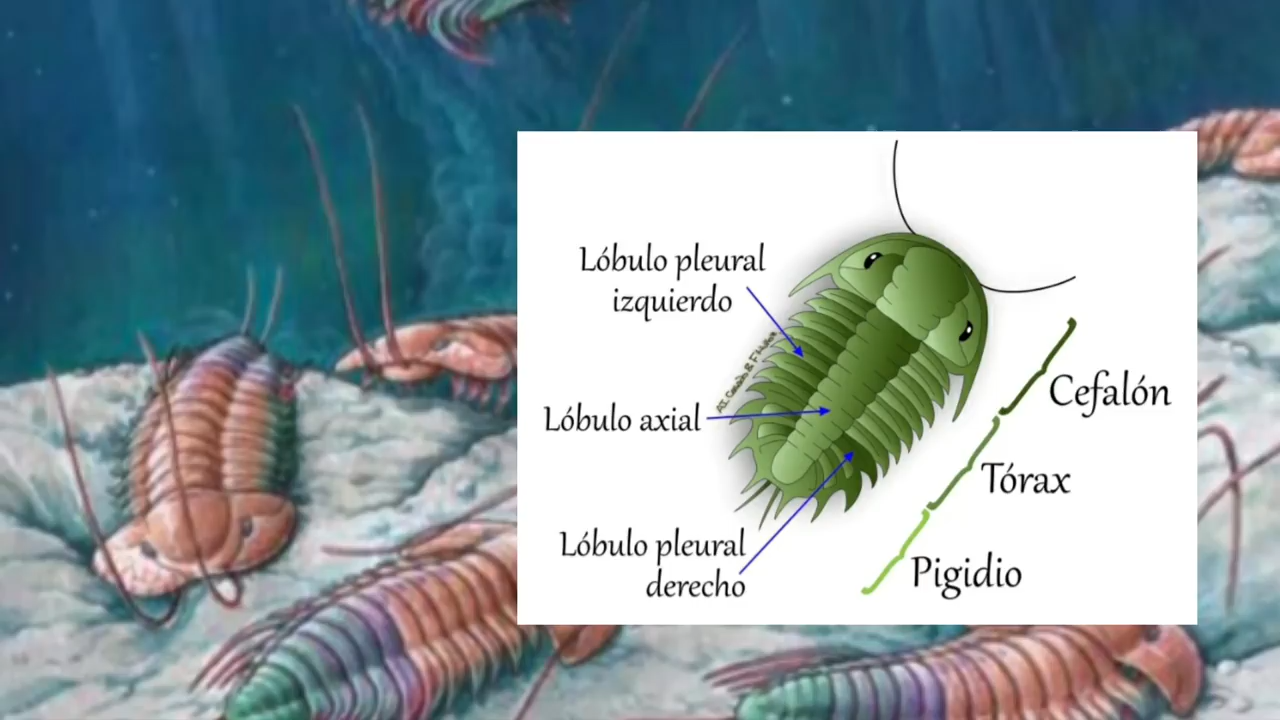 Lóbulo pleural
izquierdo
Lóbulo axial
Lóbulo pleural
derecho
Cefalón
Tórax
Pigidio